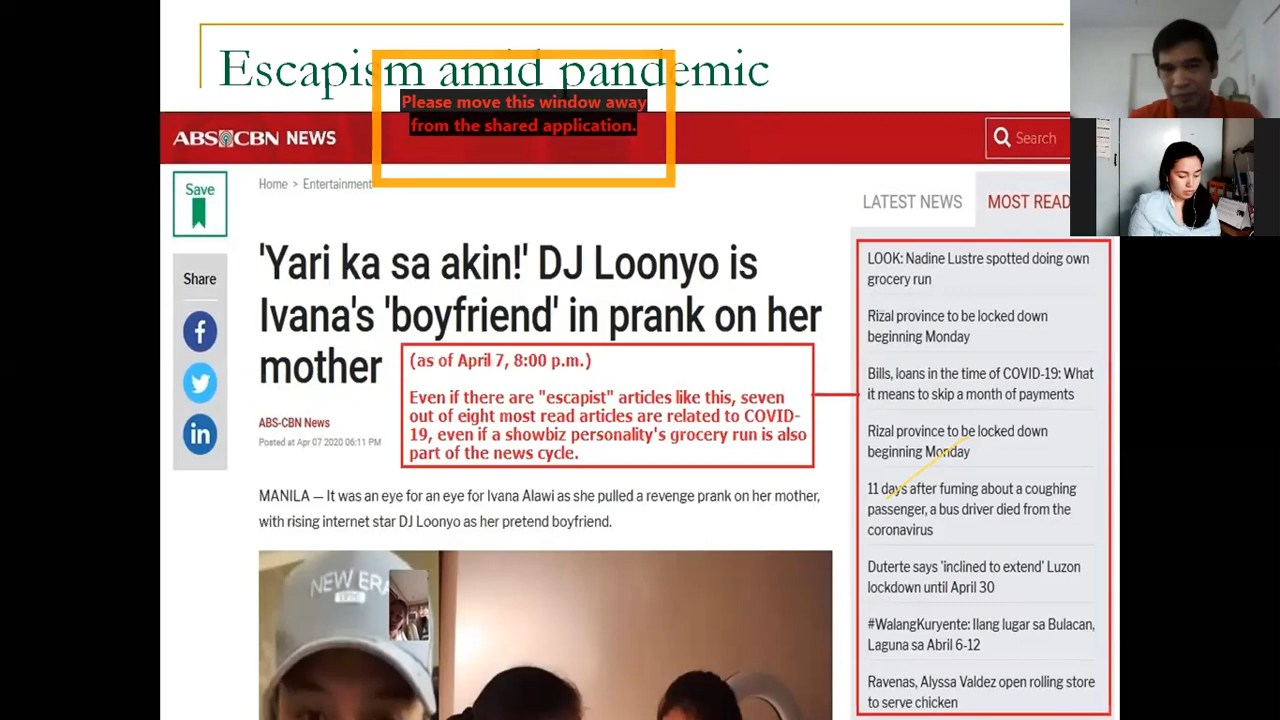 Escapism amid pandemic
Please move this window away
from the shared application.
ABS-CBN NEWS
Search
Save
Home > Entertainment
LATEST NEWS
MOST READ
'Yari ka sa akin!' DJ Loonyo is
Ivana's 'boyfriend' in prank on her
mother
Share
ABS-CBN News
Posted at Apr 07 2020 06:11 PM
(as of April 7, 8:00 p.m.)
Even if there are "escapist" articles like this, seven
out of eight most read articles are related to COVID-
19, even if a showbiz personality's grocery run is also
part of the news cycle.
MANILA — It was an eye for an eye for Ivana Alawi as she pulled a revenge prank on her mother,
with rising internet star DJ Loonyo as her pretend boyfriend.
NEW ERA
LOOK: Nadine Lustre spotted doing own
grocery run
Rizal province to be locked down
beginning Monday
Bills, loans in the time of COVID-19: What
it means to skip a month of payments
Rizal province to be locked down
beginning Monday
11 days after fuming about a coughing
passenger, a bus driver died from the
coronavirus
Duterte says 'inclined to extend' Luzon
lockdown until April 30
#WalangKuryente: Ilang lugar sa Bulacan,
Laguna sa Abril 6-12
Ravenas, Alyssa Valdez open rolling store
to serve chicken